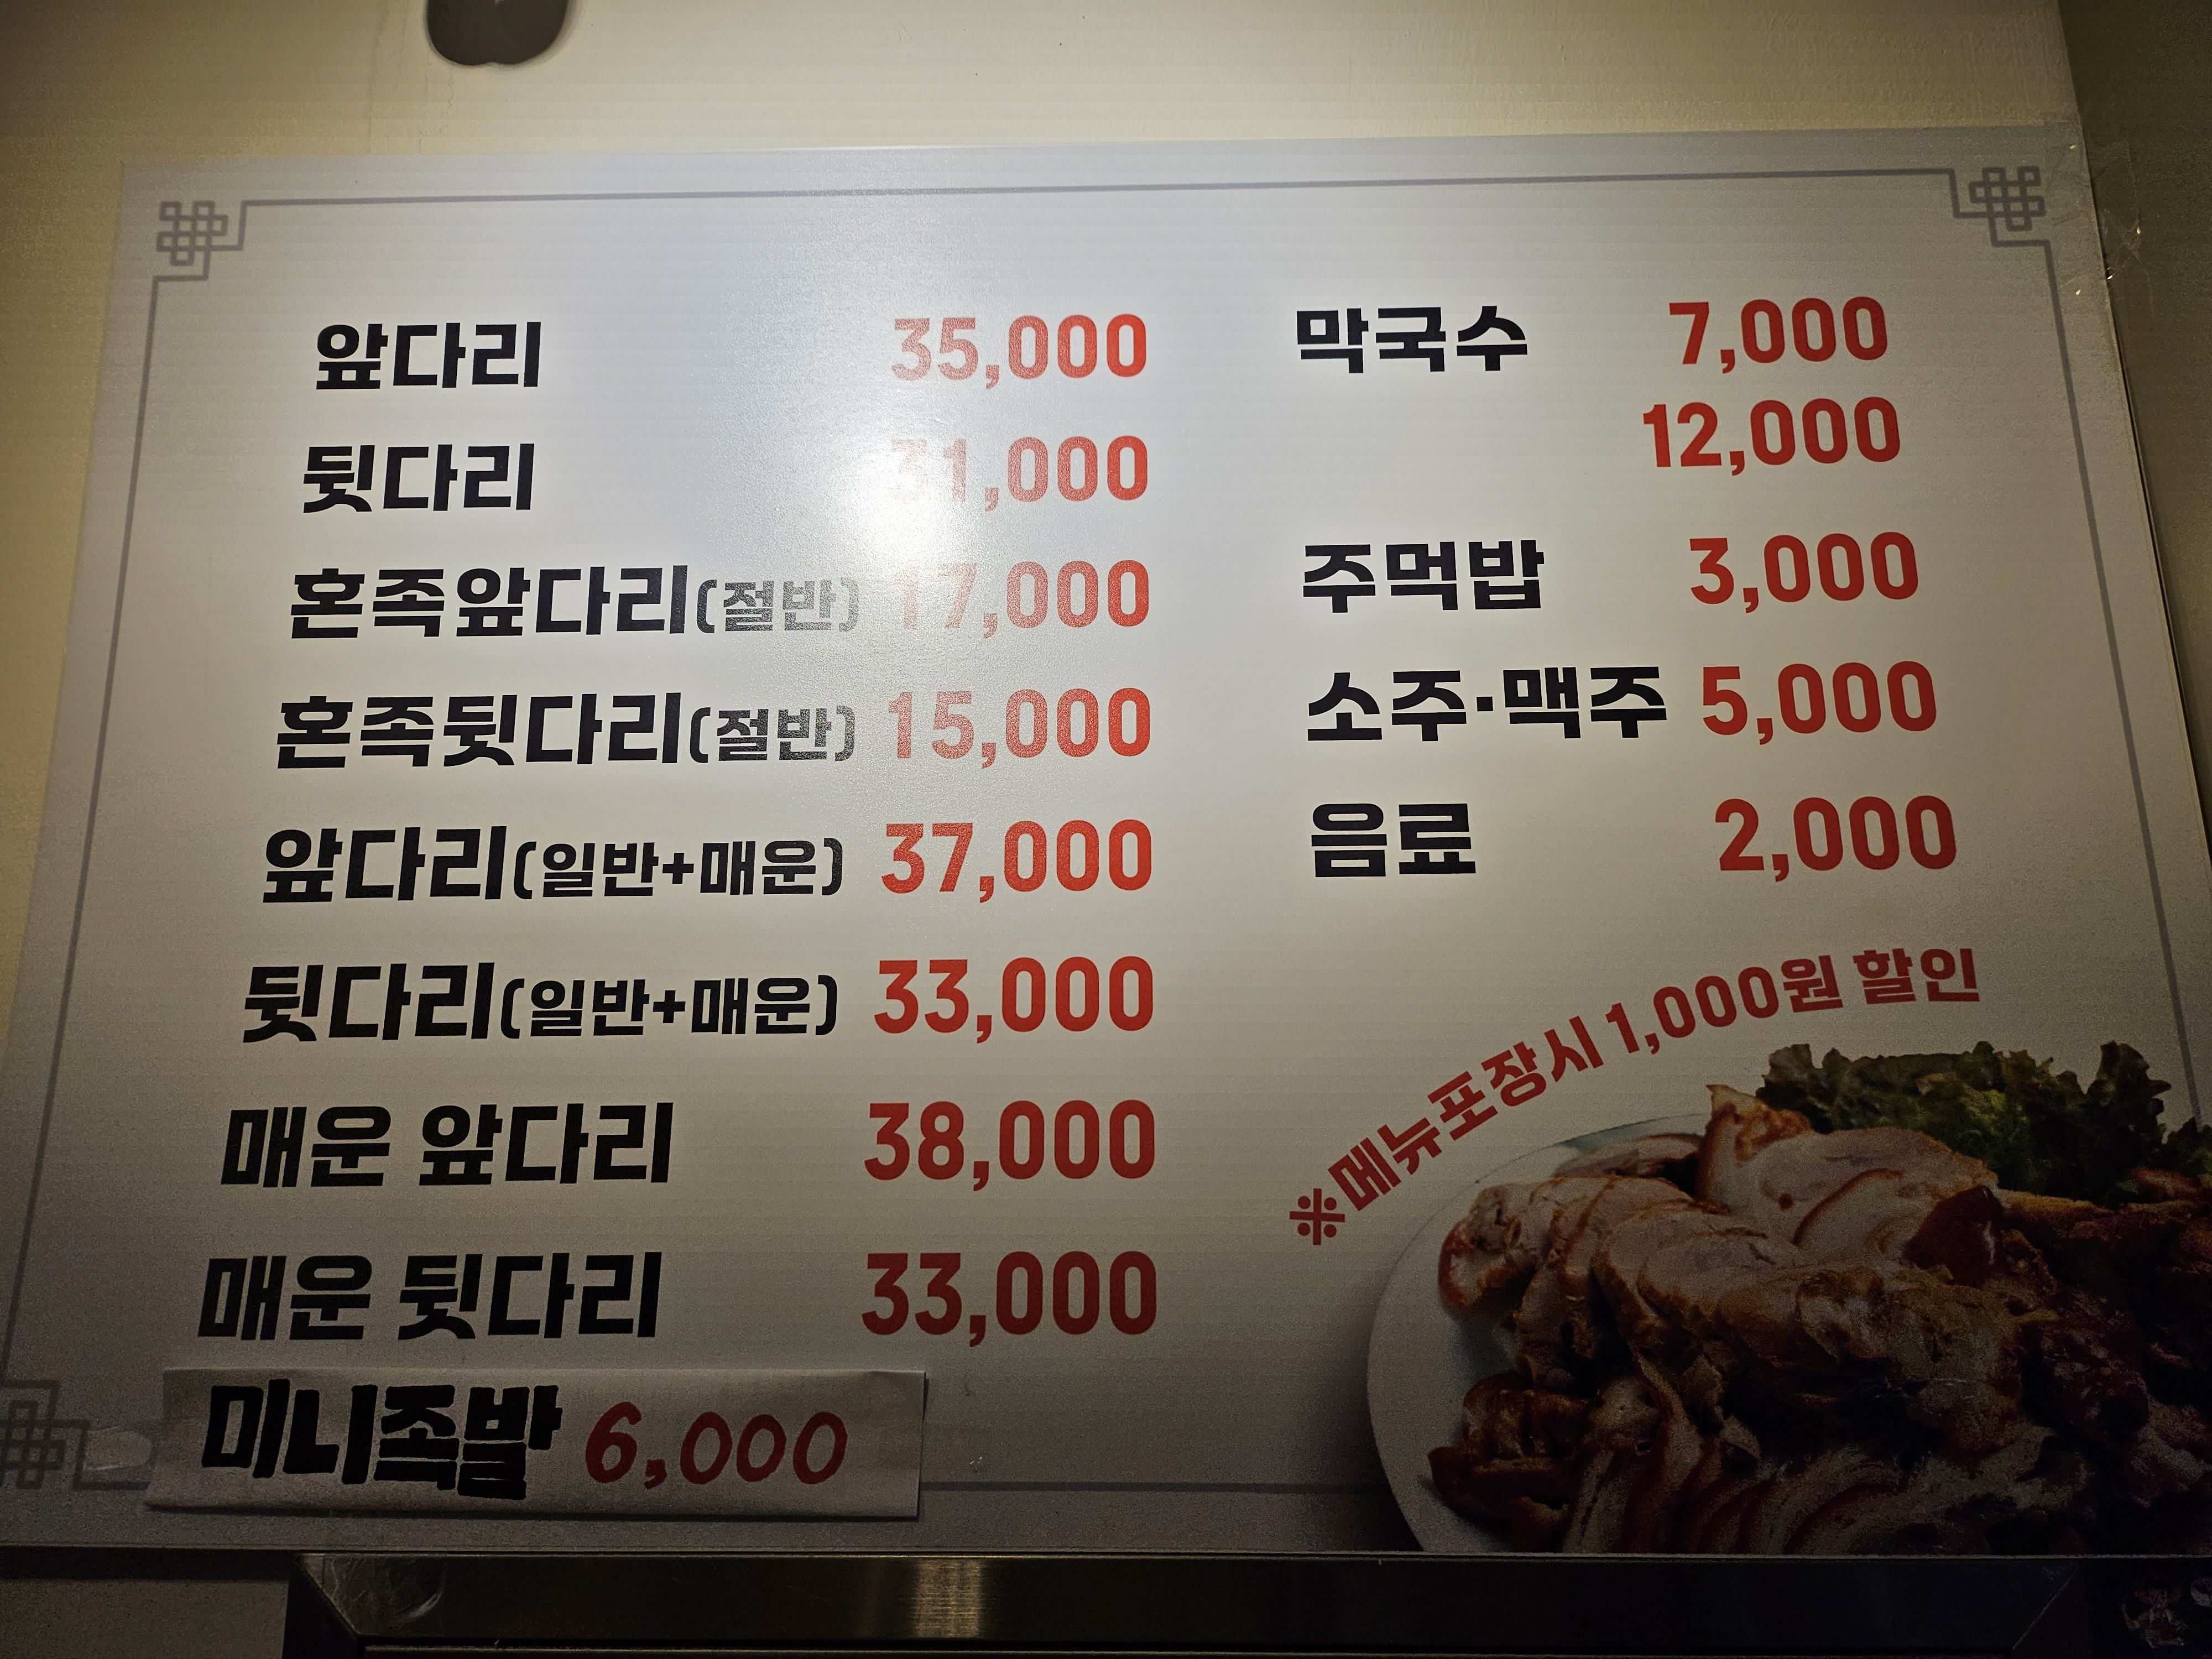 앞다리 35,000
뒷다리 31,000
혼족앞다리(절반) 17,000
혼족뒷다리(절반) 15,000
앞다리(일반+매운) 37,000
뒷다리(일반+매운) 33,000
매운 앞다리 38,000
매운 뒷다리 33,000
미니족발 6,000
막국수 7,000
12,000
주먹밥 3,000
소주·맥주 5,000
음료 2,000
※메뉴포장시 1,000원 할인